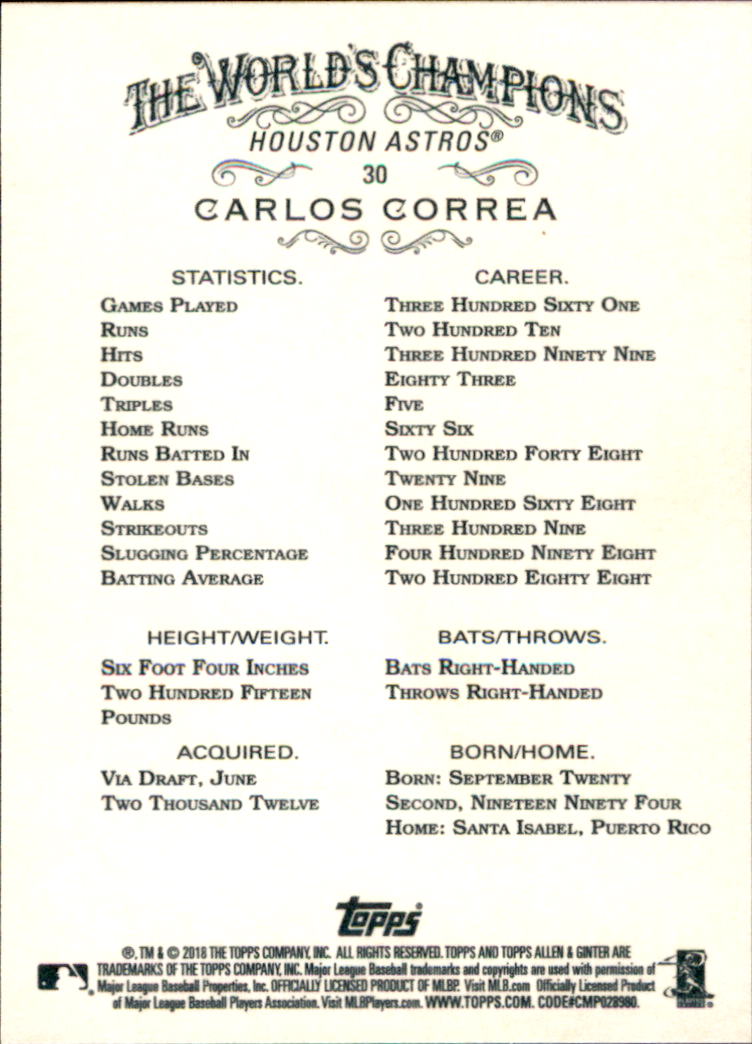 THE WORLD'S CHAMPIONS
HOUSTON ASTROS®
30
CARLOS CORREA
STATISTICS. CAREER.
GAMES PLAYED THREE HUNDRED SIXTY ONE
RUNS TWO HUNDRED TEN
HITS THREE HUNDRED NINETY NINE
DOUBLES EIGHTY THREE
TRIPLES FIVE
HOME RUNS SIXTY SIX
RUNS BATTED IN TWO HUNDRED FORTY EIGHT
STOLEN BASES TWENTY NINE
WALKS ONE HUNDRED SIXTY EIGHT
STRIKEOUTS THREE HUNDRED NINE
SLUGGING PERCENTAGE FOUR HUNDRED NINETY EIGHT
BATTING AVERAGE TWO HUNDRED EIGHTY EIGHT
HEIGHT/WEIGHT.
SIX FOOT FOUR INCHES
TWO HUNDRED FIFTEEN
POUNDS
BATS/THROWS.
BATS RIGHT-HANDED
THROWS RIGHT-HANDED
ACQUIRED.
VIA DRAFT, JUNE
TWO THOUSAND TWELVE
BORN/HOME.
BORN: SEPTEMBER TWENTY
SECOND, NINETEEN NINETY FOUR
HOME: SANTA ISABEL, PUERTO RICO
topps
®, TM & © 2018 THE TOPPS COMPANY, INC. ALL RIGHTS RESERVED. TOPPS AND TOPPS ALLEN & GINTER ARE
TRADEMARKS OF THE TOPPS COMPANY, INC. Major League Baseball trademarks and copyrights are used with permission of
Major League Baseball Properties, Inc. OFFICIALLY LICENSED PRODUCT OF MLBP. Visit MLB.com Officially Licensed Product
of Major League Baseball Players Association. Visit MLBPlayers.com. WWW.TOPPS.COM. CODE#CMP028980.